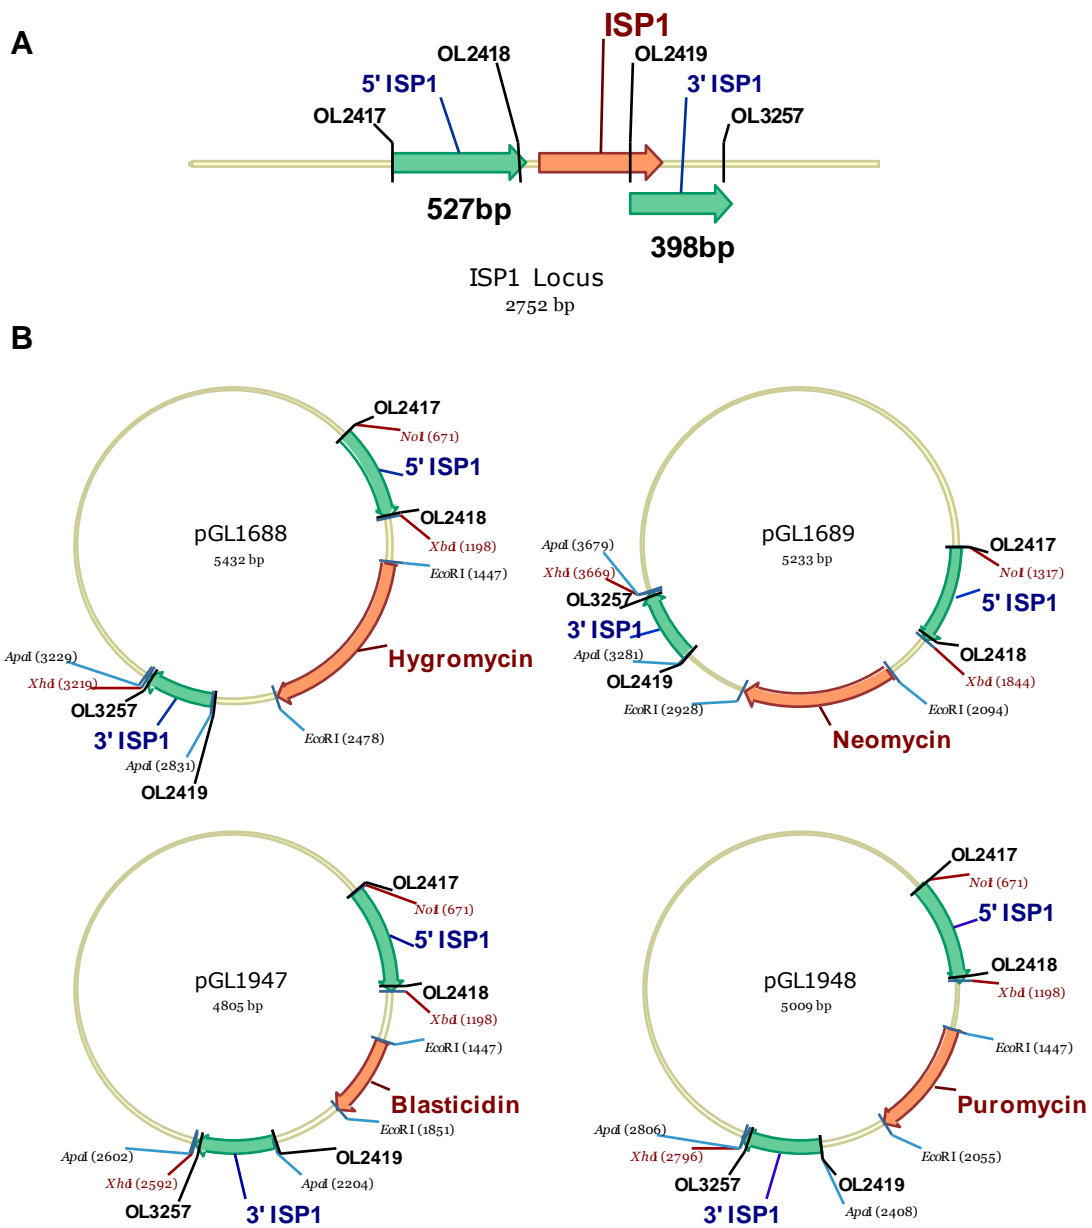 A
ISP1
OL2418
OL2419
5' ISP1
3' ISP1
OL2417
OL3257
527bp
398bp
ISP1 Locus
2752 bp
B
OL2417
NotI (671)
5' ISP1
OL2418
XbaI (1198)
EcoRI (1447)
pGL1688
5432 bp
Hygromycin
ApaI (3229)
XhoI (3219)
OL3257
3' ISP1
ApaI (2831)
OL2419
EcoRI (2478)
pGL1689
5233 bp
ApaI (3679)
XhoI (3669)
OL3257
3' ISP1
ApaI (3281)
OL2419
EcoRI (2928)
OL2417
NotI (1317)
5' ISP1
OL2418
XbaI (1844)
EcoRI (2094)
Neomycin
OL2417
NotI (671)
5' ISP1
pGL1947
4805 bp
OL2418
XbaI (1198)
EcoRI (1447)
Blasticidin
EcoRI (1851)
ApaI (2602)
XhoI (2592)
OL3257
3' ISP1
OL2419
ApaI (2204)
OL2417
NotI (671)
5' ISP1
pGL1948
5009 bp
OL2418
XbaI (1198)
EcoRI (1447)
Puromycin
EcoRI (2055)
ApaI (2806)
XhoI (2796)
OL3257
3' ISP1
OL2419
ApaI (2408)